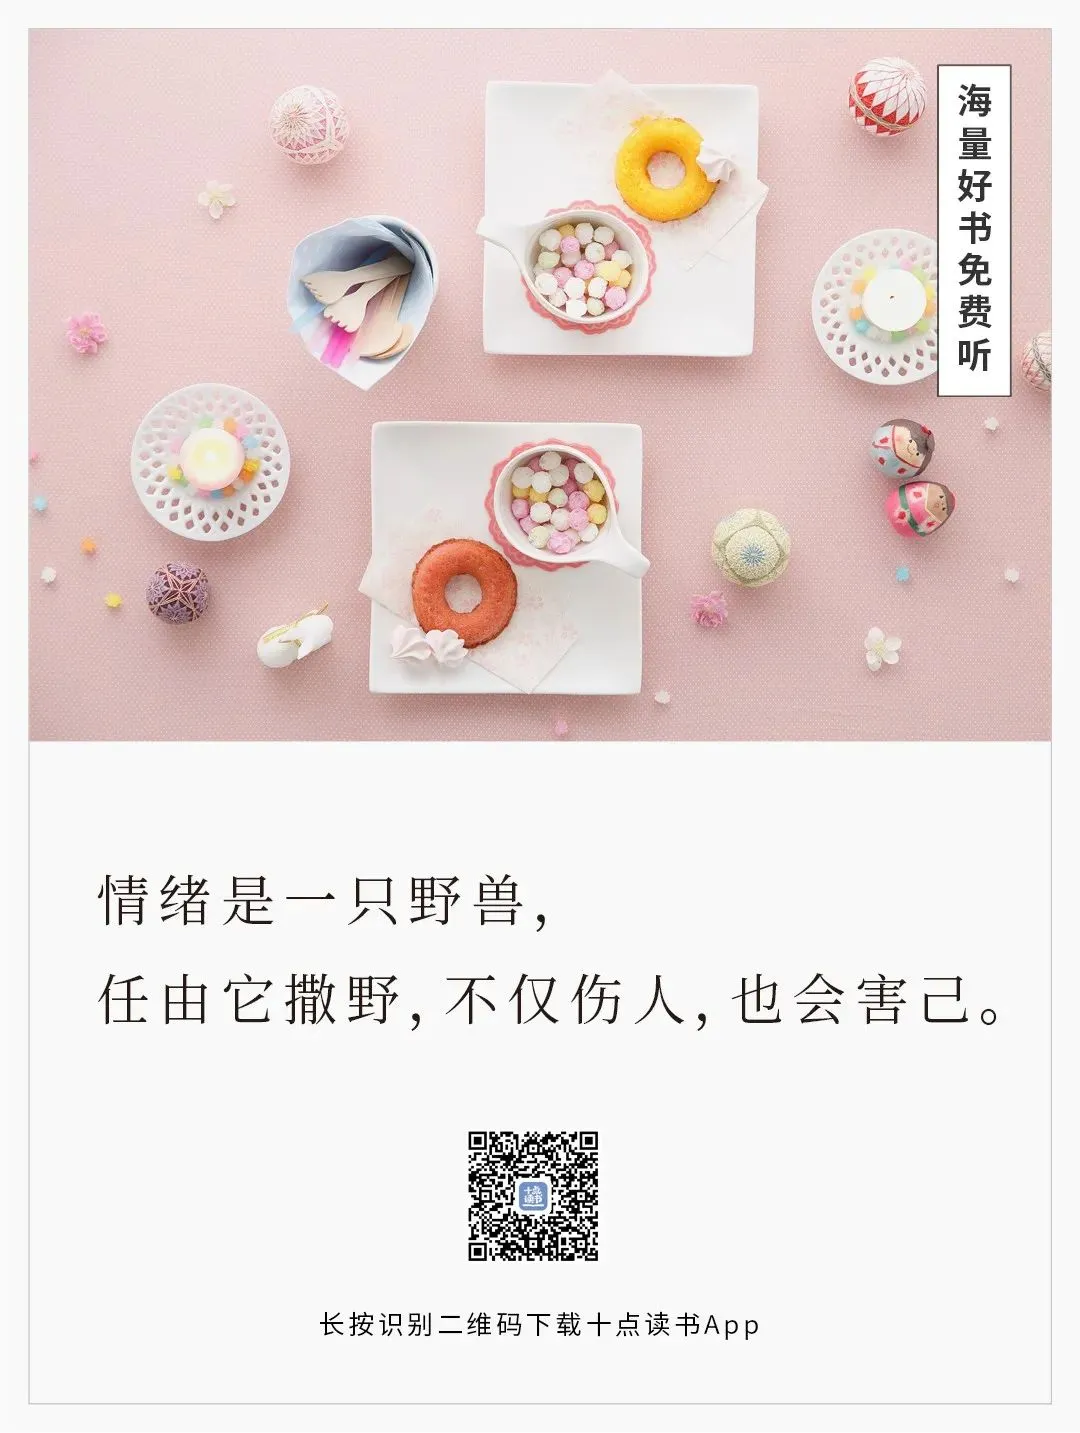 海量好书免费听
情绪是一只野兽，
任由它撒野，不仅伤人，也会害己。
十点
读书
长按识别二维码下载十点读书App